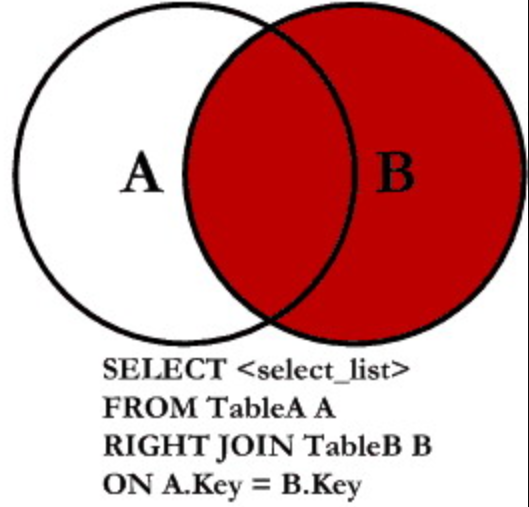 A
B
SELECT <select_list>
FROM TableA A
RIGHT JOIN TableB B
ON A.Key = B.Key